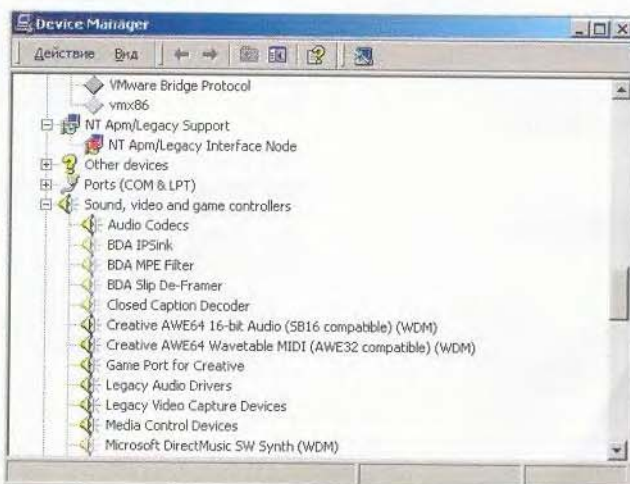 Device Manager
Действие Вид
VMware Bridge Protocol
vmx86
NT Apm/Legacy Support
NT Apm/Legacy Interface Node
Other devices
Ports (COM & LPT)
Sound, video and game controllers
Audio Codecs
BDA IPSink
BDA MPE Filter
BDA Slip De-Framer
Closed Caption Decoder
Creative AWE64 16-bit Audio (SB16 compatible) (WDM)
Creative AWE64 Wavetable MIDI (AWE32 compatible) (WDM)
Game Port for Creative
Legacy Audio Drivers
Legacy Video Capture Devices
Media Control Devices
Microsoft DirectMusic SW Synth (WDM)